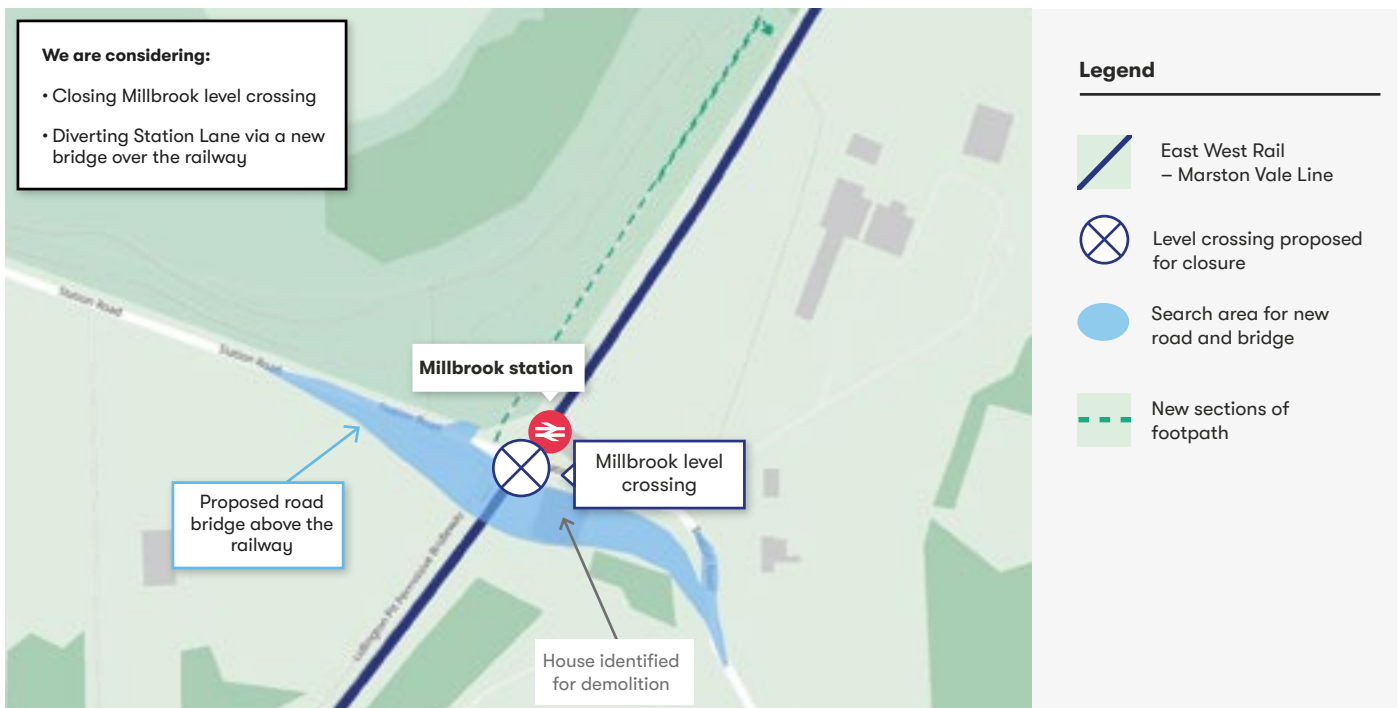 We are considering:
• Closing Millbrook level crossing
• Diverting Station Lane via a new
bridge over the railway
Legend
East West Rail
– Marston Vale Line
Level crossing proposed
for closure
Search area for new
road and bridge
New sections of
footpath
Station Road
Station Road
Station Road
Millbrook station
Millbrook level
crossing
Proposed road
bridge above the
railway
House identified
for demolition